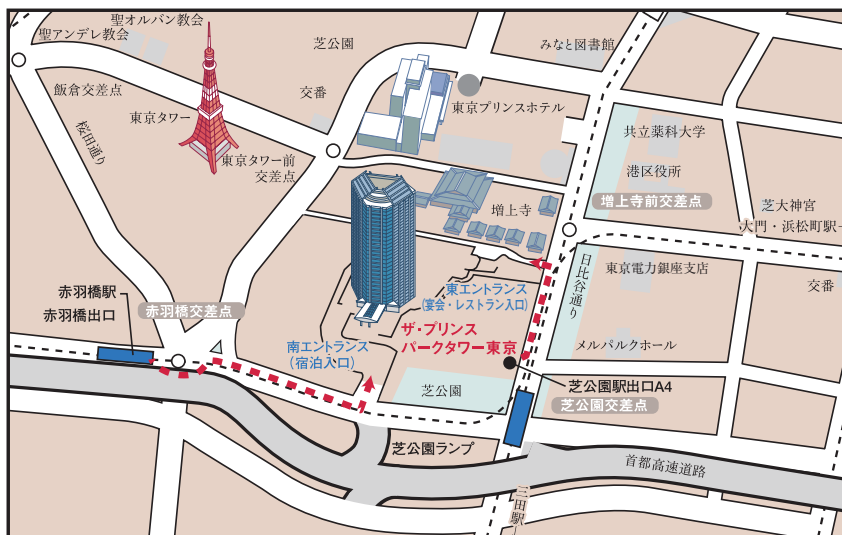 聖オルバン教会
聖アンデレ教会
芝公園
みなと図書館
飯倉交差点
交番
東京タワー
東京プリンスホテル
共立薬科大学
桜田通り
東京タワー前
交差点
港区役所
増上寺前交差点
増上寺
芝大神宮
大門・浜松町駅
日比谷通り
東京電力銀座支店
交番
赤羽橋駅
赤羽橋出口
赤羽橋交差点
東エントランス
(宴会・レストラン入口)
ザ・プリンス
パークタワー東京
南エントランス
(宿泊入口)
メルパルクホール
芝公園
芝公園駅出口A4
芝公園交差点
芝公園ランプ
首都高速道路
三田駅